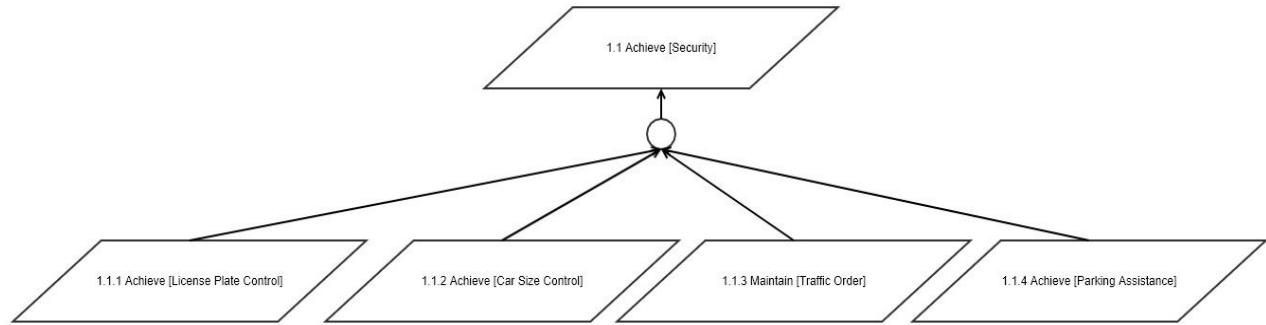 1.1 Achieve [Security]
1.1.1 Achieve [License Plate Control]
1.1.2 Achieve [Car Size Control]
1.1.3 Maintain [Traffic Order]
1.1.4 Achieve [Parking Assistance]